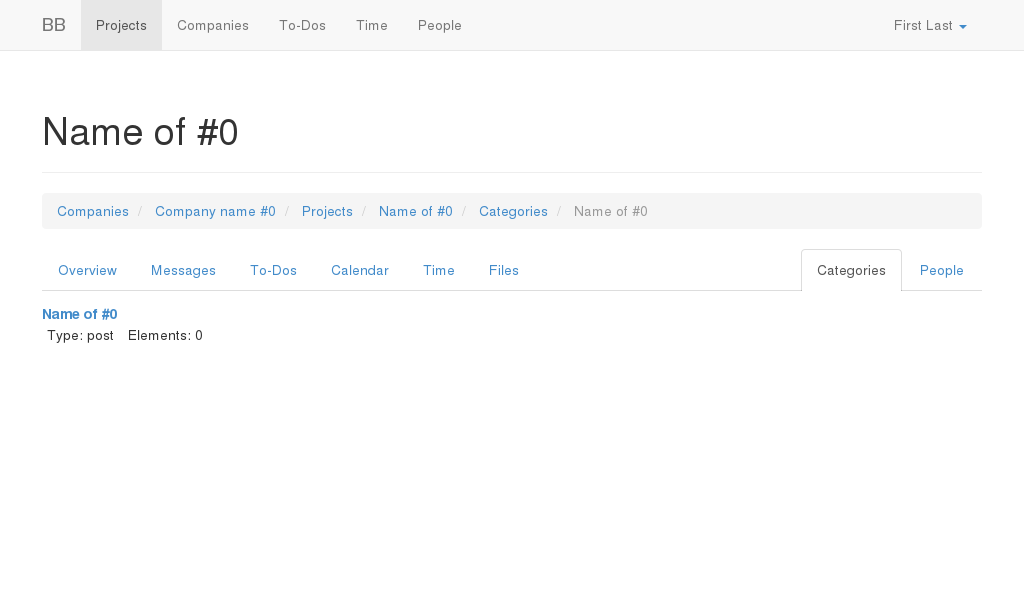 BB Projects Companies To-Dos Time People First Last
Name of #0
Companies / Company name #0 / Projects / Name of #0 / Categories / Name of #0
Overview Messages To-Dos Calendar Time Files Categories People
Name of #0
Type: post Elements: 0